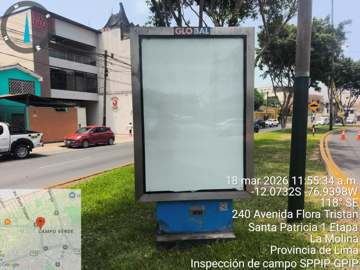 GLOBAL
18 mar 2026 11:55:34 a.m.
-12.0732S -76.9398W
118° SE
240 Avenida Flora Tristan
Santa Patricia 1 Etapa
La Molina
Provincia de Lima
Inspección de campo SPPIP-GPIP
CAMPO VERDE